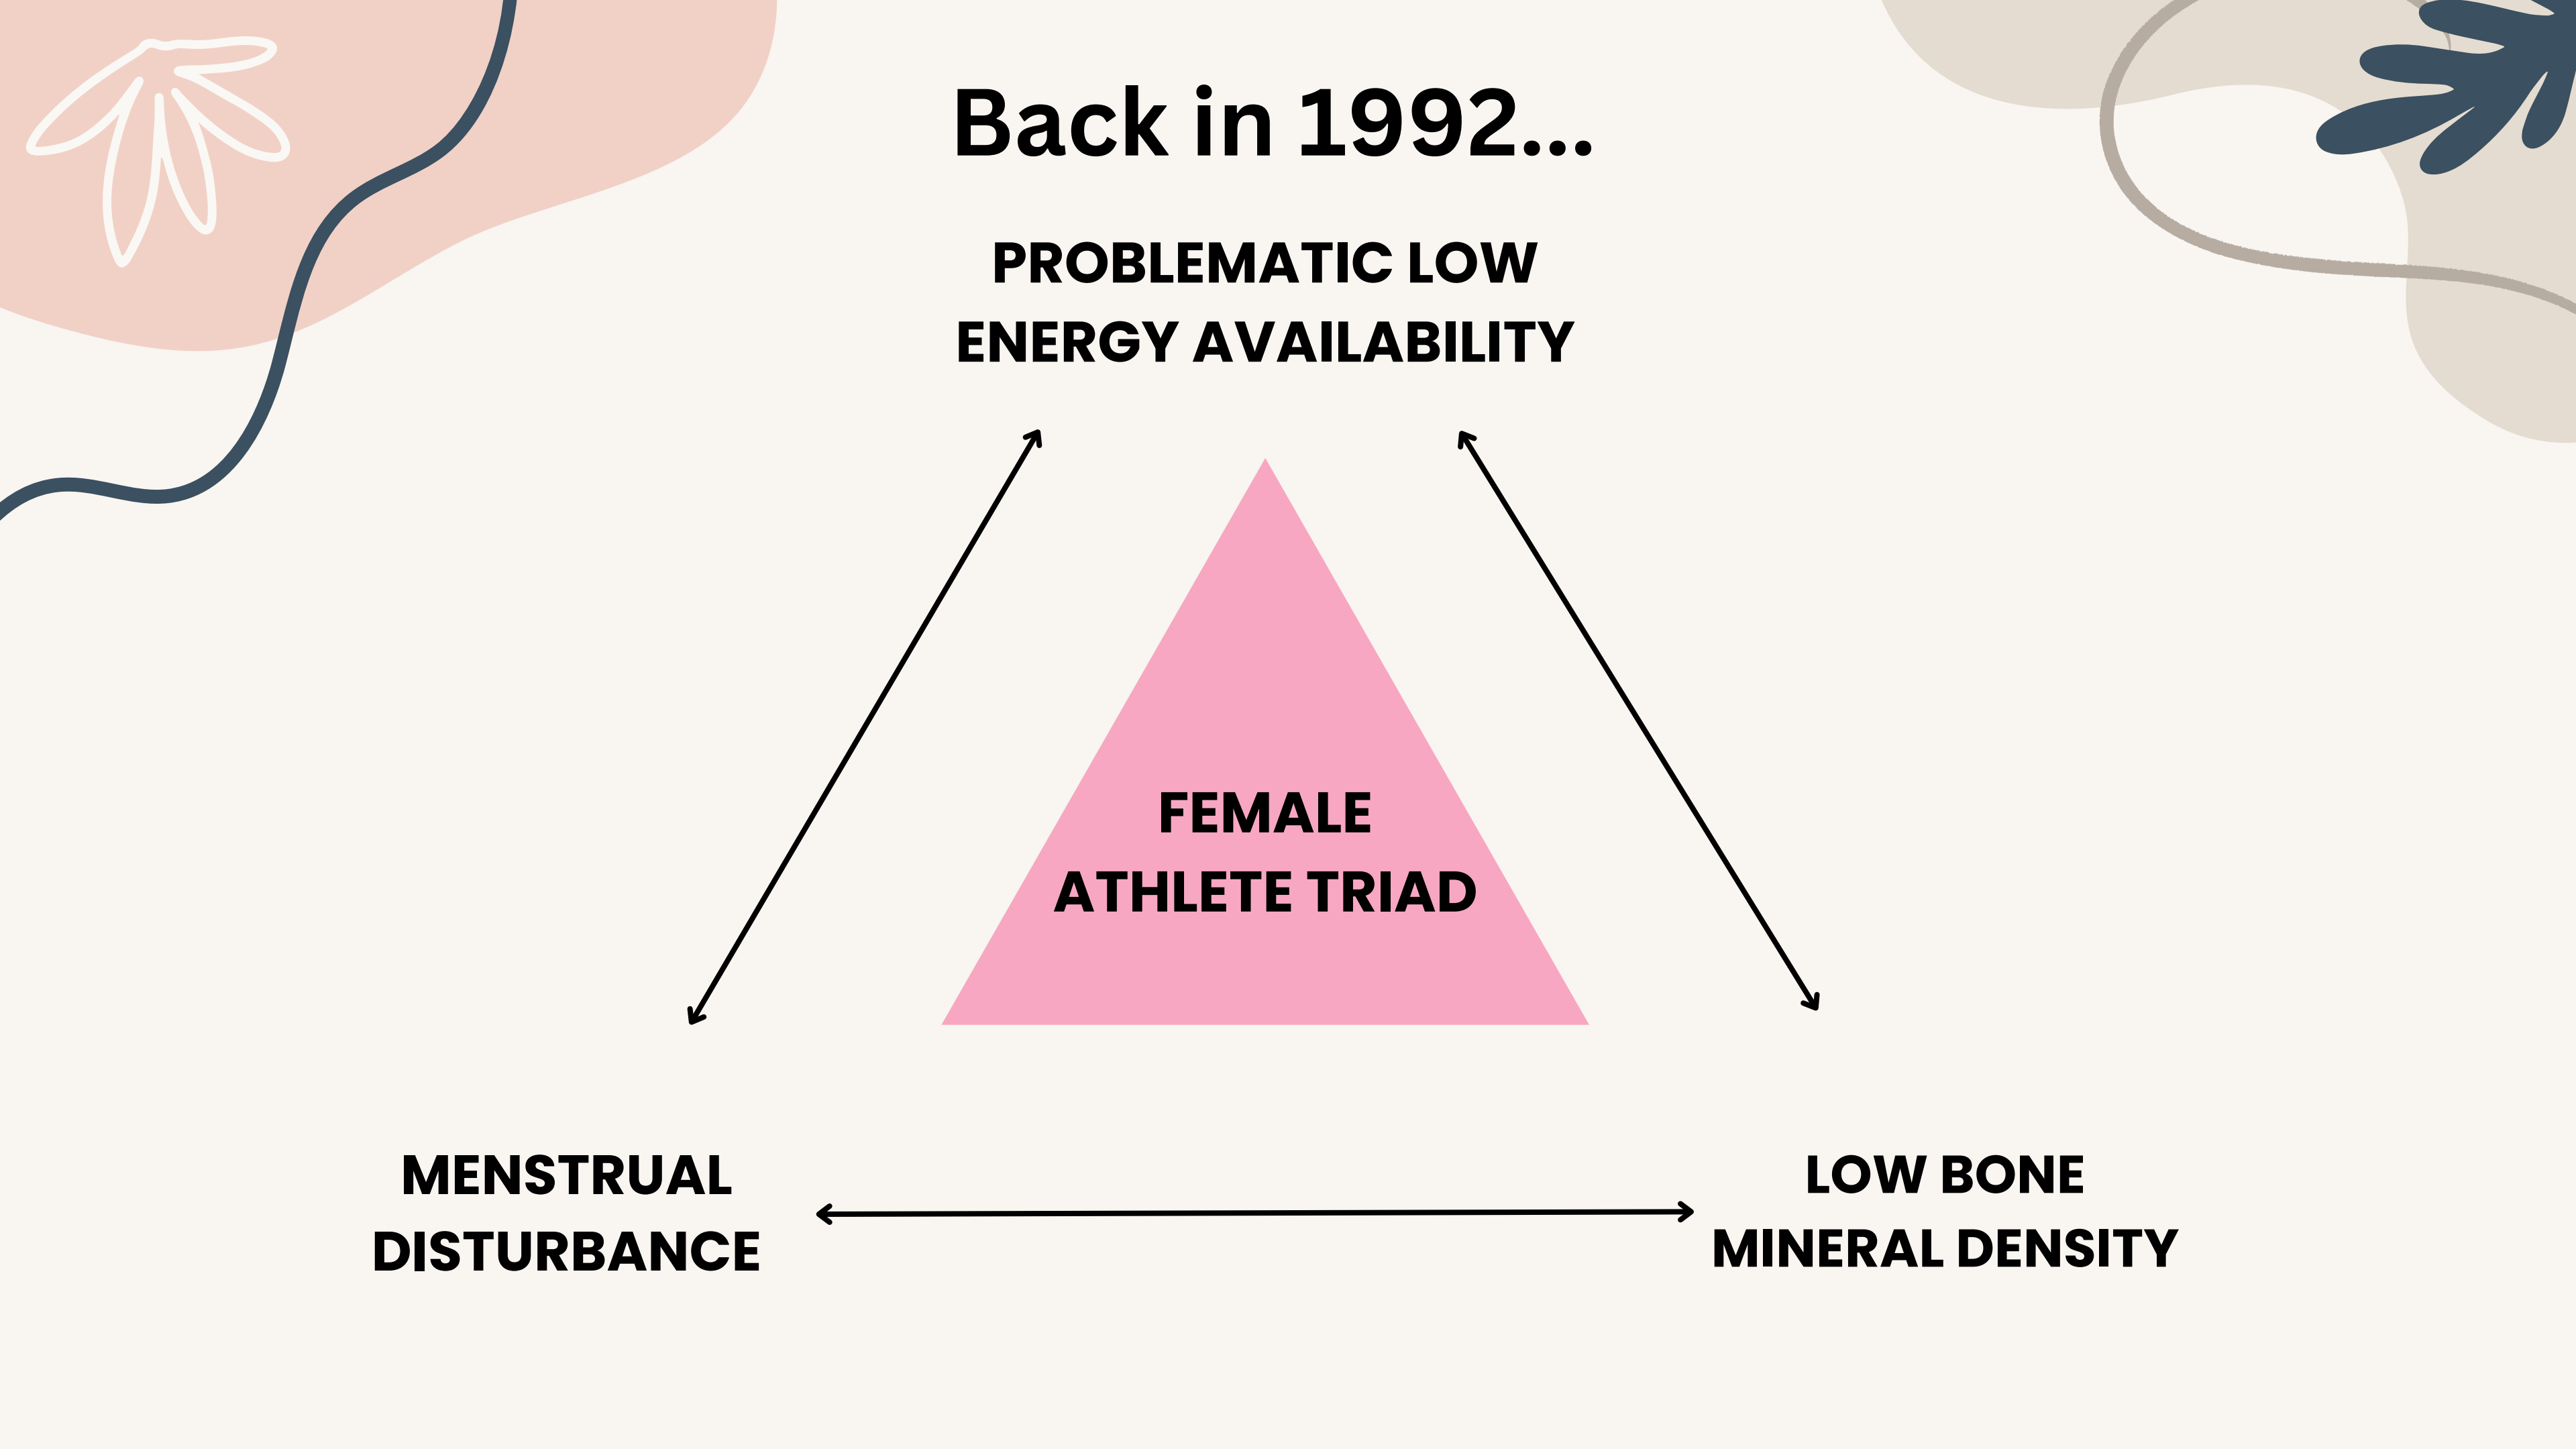 Back in 1992...
PROBLEMATIC LOW
ENERGY AVAILABILITY
FEMALE
ATHLETE TRIAD
MENSTRUAL
DISTURBANCE
LOW BONE
MINERAL DENSITY